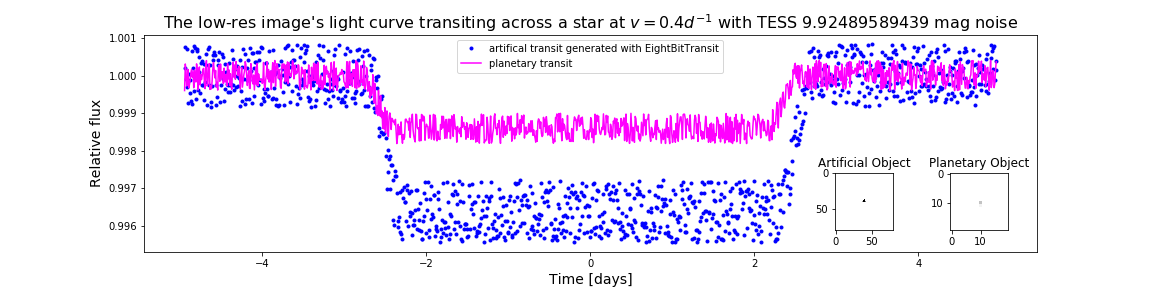 The low-res image's light curve transiting across a star at v = 0.4d⁻¹ with TESS 9.92489589439 mag noise
artifical transit generated with EightBitTransit
planetary transit
Relative flux
1.001
1.000
0.999
0.998
0.997
0.996
Artificial Object
0
50
0 50
Planetary Object
0
10
0 10
−4 −2 0 2 4
Time [days]